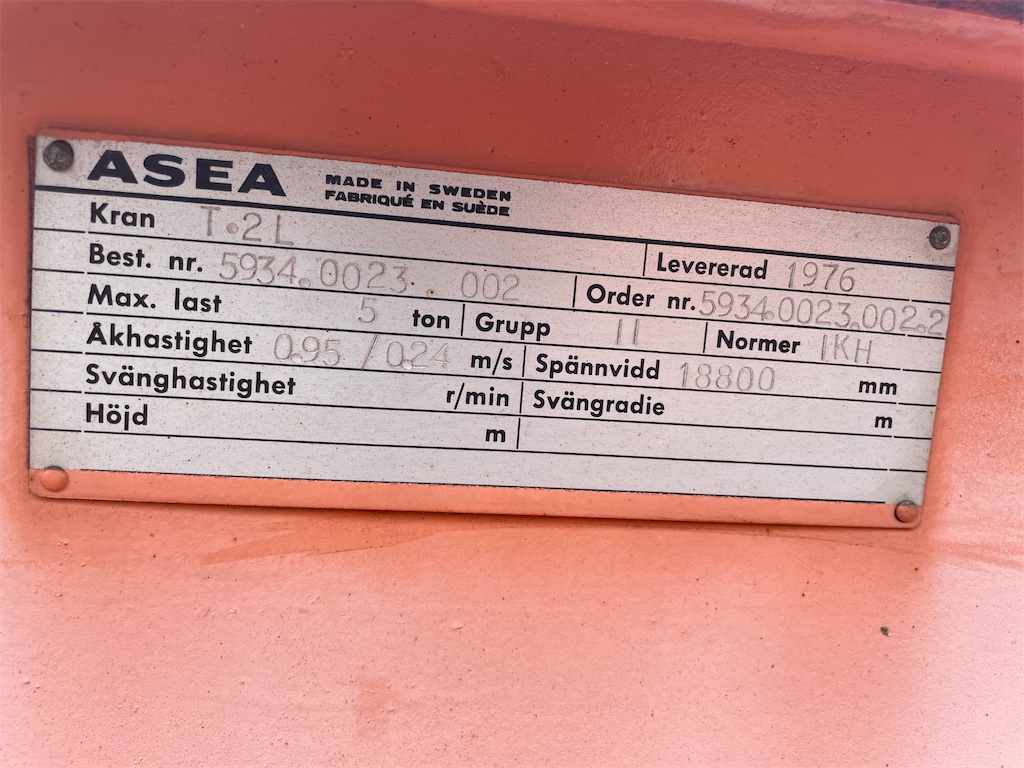 ASEA MADE IN SWEDEN
FABRIQUÉ EN SUÈDE
Kran T.2L Levererad 1976
Best. nr. 5934.0023. 002 Order nr. 5934.0023.002.2
Max. last 5 ton Grupp II Normer IKH
Åkhastighet 0.95 / 0.24 m/s Spännvidd 18800 mm
Svänghastighet r/min Svängradie m
Höjd m